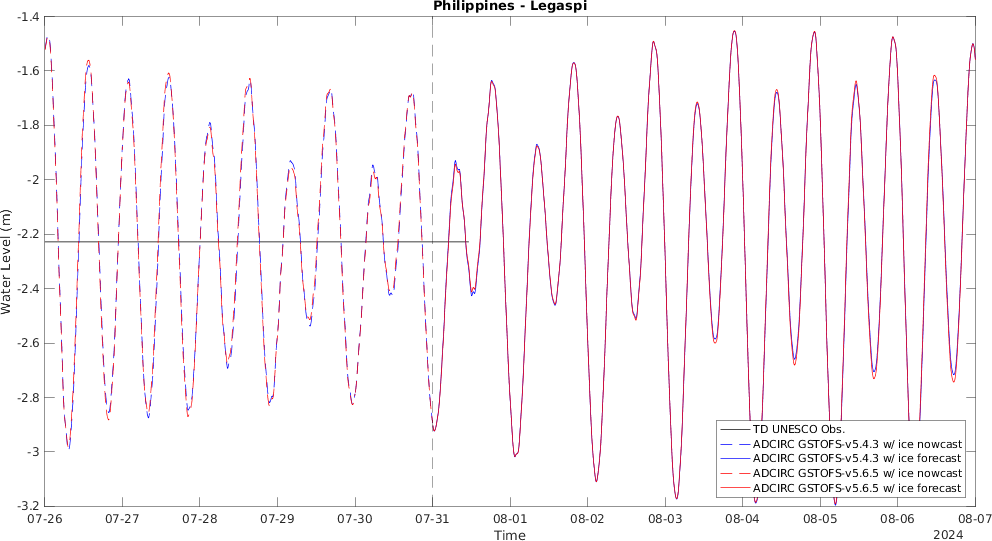 Philippines - Legaspi
-1.4
-1.6
-1.8
-2
-2.2
-2.4
-2.6
-2.8
-3
-3.2
Water Level (m)
TD UNESCO Obs.
ADCIRC GSTOFS-v5.4.3 w/ ice nowcast
ADCIRC GSTOFS-v5.4.3 w/ ice forecast
ADCIRC GSTOFS-v5.6.5 w/ ice nowcast
ADCIRC GSTOFS-v5.6.5 w/ ice forecast
07-26 07-27 07-28 07-29 07-30 07-31 08-01 08-02 08-03 08-04 08-05 08-06 08-07
Time
2024